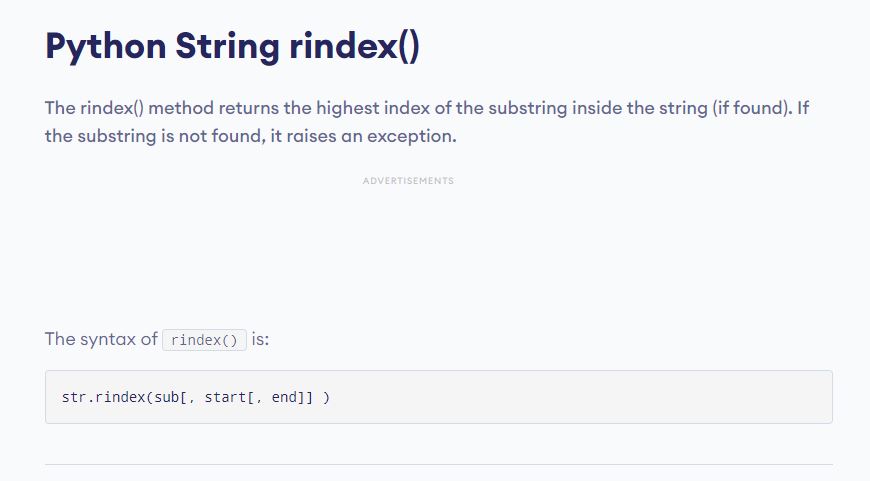 Python String rindex()
The rindex() method returns the highest index of the substring inside the string (if found). If
the substring is not found, it raises an exception.
ADVERTISEMENTS
The syntax of rindex() is:
str.rindex(sub[, start[, end]] )